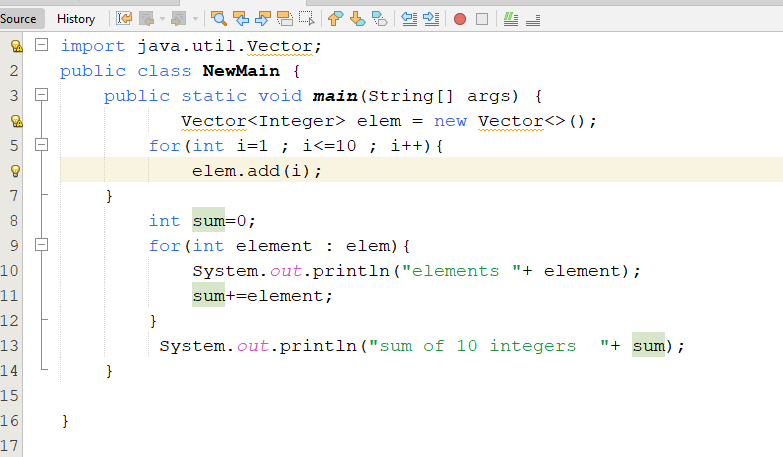 Source History
import java.util.Vector;
2 public class NewMain {
3 public static void main(String[] args) {
Vector<Integer> elem = new Vector<>();
5 for(int i=1 ; i<=10 ; i++){
elem.add(i);
7 }
8 int sum=0;
9 for(int element : elem){
10 System.out.println("elements "+ element);
11 sum+=element;
12 }
13 System.out.println("sum of 10 integers  "+ sum);
14 }
15
16 }
17